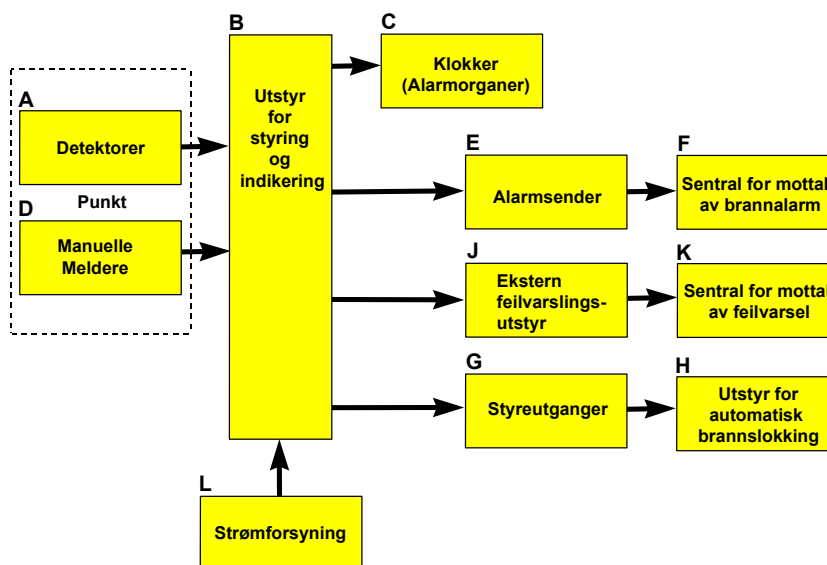 B
Utstyr
for
styring
og
indikering
C
Klokker
(Alarmorganer)
A
Detektorer
Punkt
D
Manuelle
Meldere
E
Alarmsender
F
Sentral for mottak
av brannalarm
J
Ekstern
feilvarslings-
utstyr
K
Sentral for mottak
av feilvarsel
G
Styreutganger
H
Utstyr for
automatisk
brannslokking
L
Strømforsyning